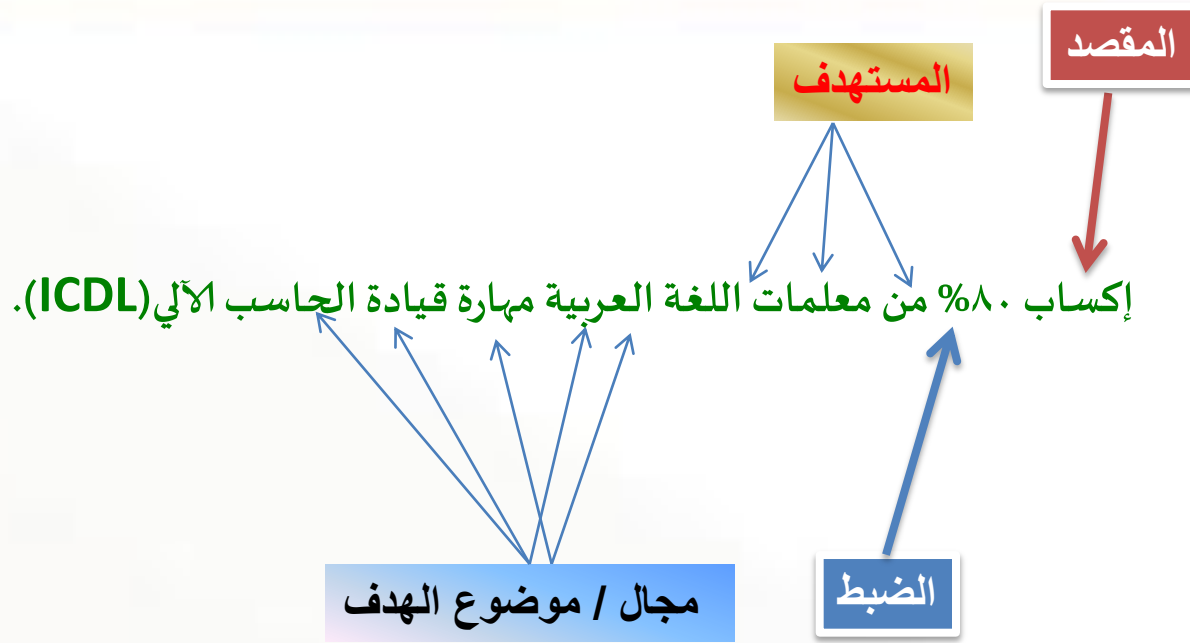 المقصد
المستهدف
إكساب ٨٠% من معلمات اللغة العربية مهارة قيادة الحاسب الآلي(ICDL).
مجال / موضوع الهدف
الضبط